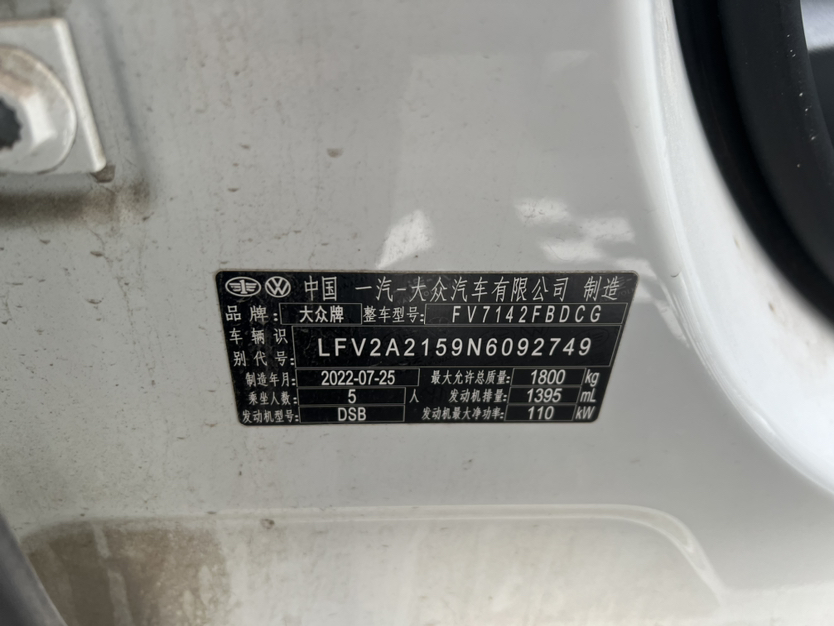 中国 一汽-大众汽车有限公司 制造
品牌: 大众牌 整车型号: FV7142FBDCG
车辆识别代号: LFV2A2159N6092749
制造年月: 2022-07-25 最大允许总质量: 1800 kg
乘坐人数: 5 人 发动机排量: 1395 mL
发动机型号: DSB 发动机最大净功率: 110 kW